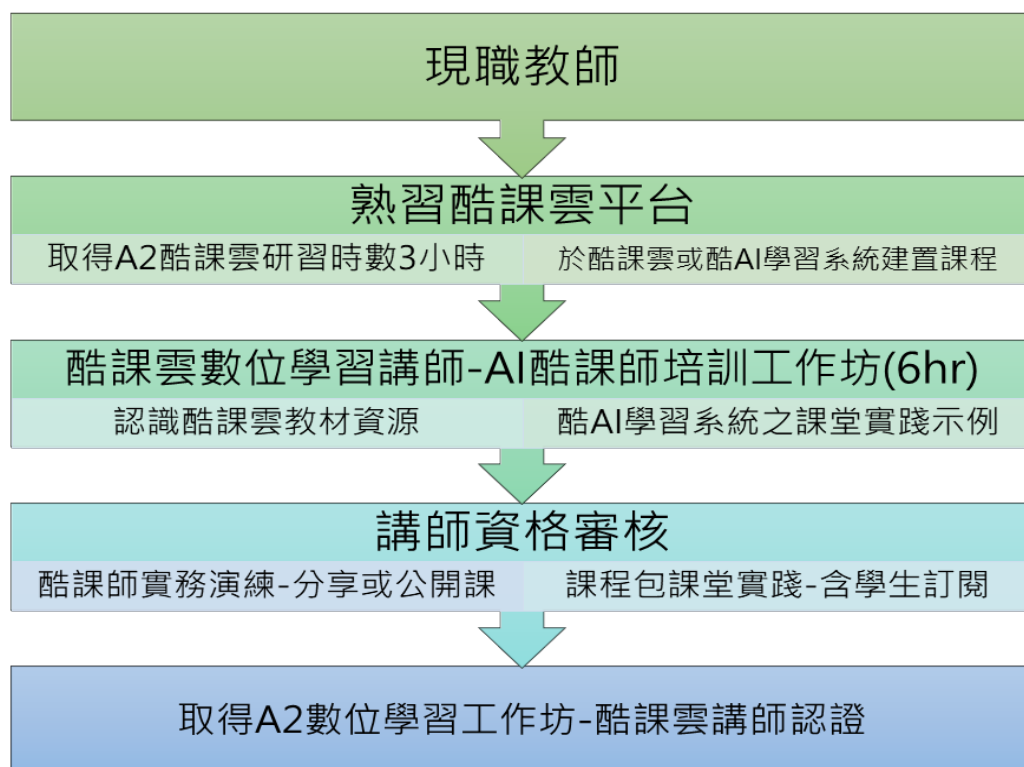 現職教師
熟習酷課雲平台
取得A2酷課雲研習時數3小時
於酷課雲或酷AI學習系統建置課程
酷課雲數位學習講師-AI酷課師培訓工作坊(6hr)
認識酷課雲教材資源
酷AI學習系統之課堂實踐示例
講師資格審核
酷課師實務演練-分享或公開課
課程包課堂實踐-含學生訂閱
取得A2數位學習工作坊-酷課雲講師認證